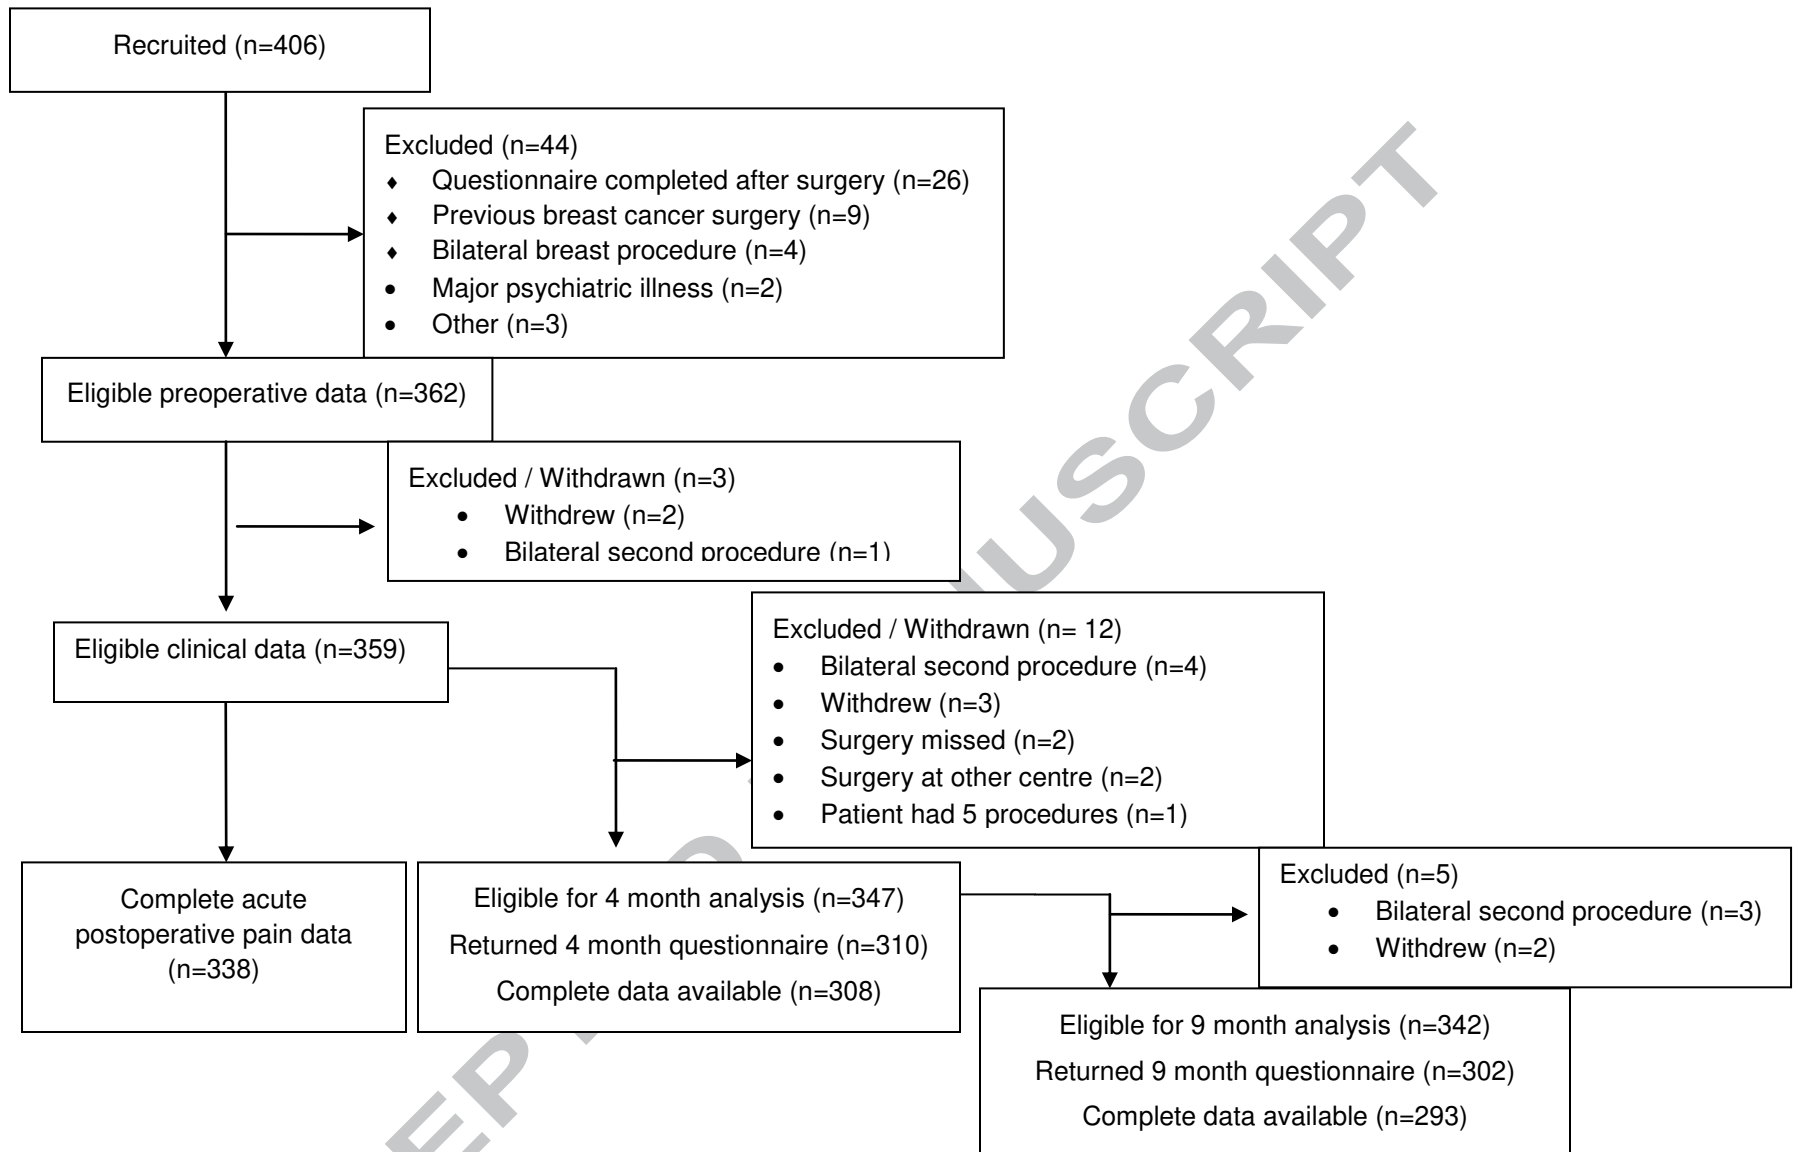 Recruited (n=406)
Excluded (n=44)
♦ Questionnaire completed after surgery (n=26)
♦ Previous breast cancer surgery (n=9)
♦ Bilateral breast procedure (n=4)
• Major psychiatric illness (n=2)
• Other (n=3)
Eligible preoperative data (n=362)
Excluded / Withdrawn (n=3)
• Withdrew (n=2)
• Bilateral second procedure (n=1)
Eligible clinical data (n=359)
Excluded / Withdrawn (n= 12)
• Bilateral second procedure (n=4)
• Withdrew (n=3)
• Surgery missed (n=2)
• Surgery at other centre (n=2)
• Patient had 5 procedures (n=1)
Complete acute
postoperative pain data
(n=338)
Eligible for 4 month analysis (n=347)
Returned 4 month questionnaire (n=310)
Complete data available (n=308)
Excluded (n=5)
• Bilateral second procedure (n=3)
• Withdrew (n=2)
Eligible for 9 month analysis (n=342)
Returned 9 month questionnaire (n=302)
Complete data available (n=293)